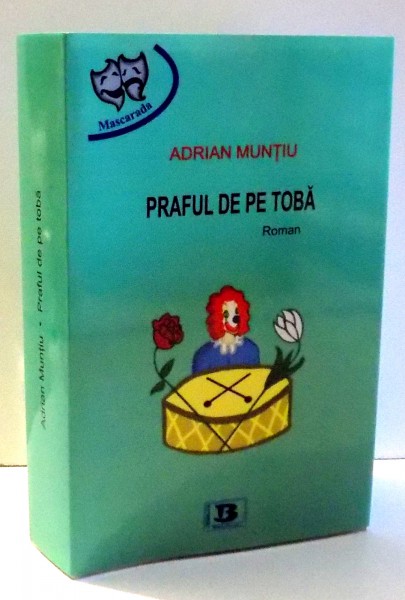 Mascarada
ADRIAN MUNȚIU
PRAFUL DE PE TOBĂ
Roman
Adrian Munțiu • Praful de pe tobă
B